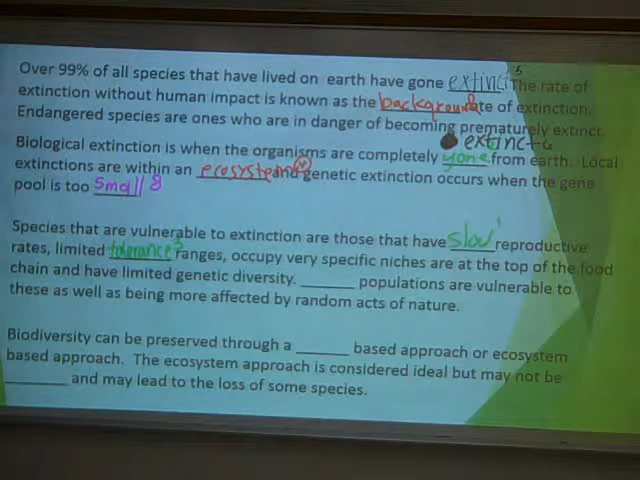 Over 99% of all species that have lived on earth have gone extinct 5 The rate of
extinction without human impact is known as the background rate of extinction.
Endangered species are ones who are in danger of becoming prematurely extinct.
extinct
Biological extinction is when the organisms are completely gone from earth. Local
extinctions are within an ecosystem and genetic extinction occurs when the gene
pool is too small 8
Species that are vulnerable to extinction are those that have slow reproductive
rates, limited tolerance ranges, occupy very specific niches are at the top of the food
chain and have limited genetic diversity. ______ populations are vulnerable to
these as well as being more affected by random acts of nature.
Biodiversity can be preserved through a ______ based approach or ecosystem
based approach. The ecosystem approach is considered ideal but may not be
_______ and may lead to the loss of some species.